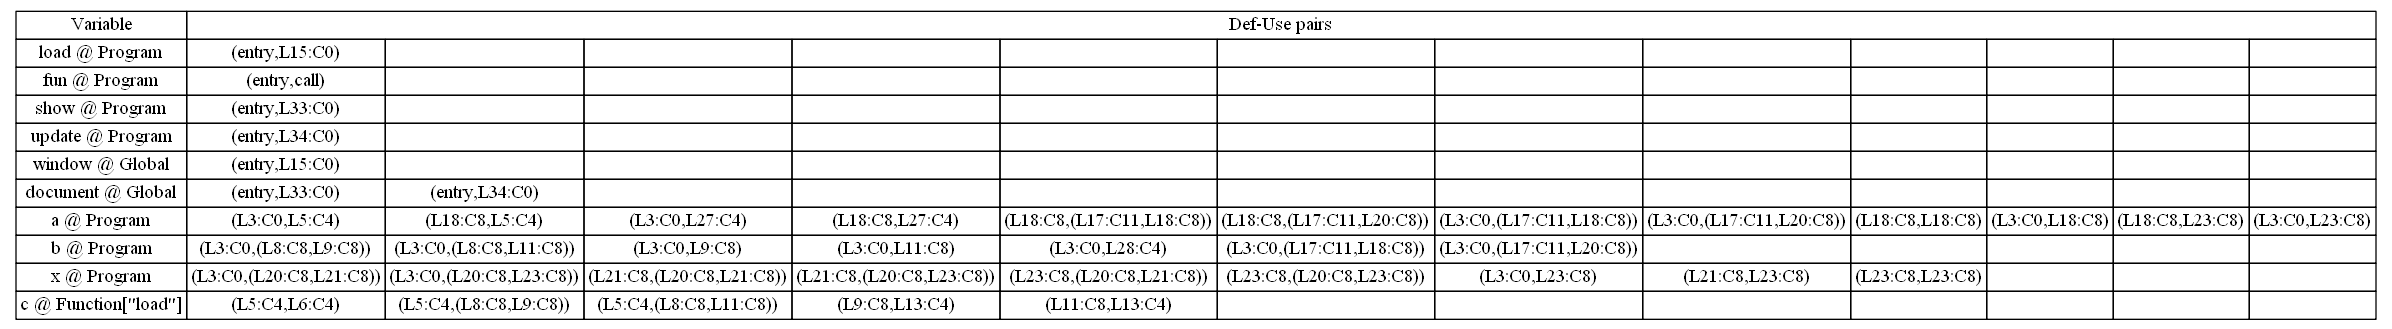 Variable Def-Use pairs
load @ Program (entry,L15:C0)
fun @ Program (entry,call)
show @ Program (entry,L33:C0)
update @ Program (entry,L34:C0)
window @ Global (entry,L15:C0)
document @ Global (entry,L33:C0) (entry,L34:C0)
a @ Program (L3:C0,L5:C4) (L18:C8,L5:C4) (L3:C0,L27:C4) (L18:C8,L27:C4) (L18:C8,(L17:C11,L18:C8)) (L18:C8,(L17:C11,L20:C8)) (L3:C0,(L17:C11,L18:C8)) (L3:C0,(L17:C11,L20:C8)) (L18:C8,L18:C8) (L3:C0,L18:C8) (L18:C8,L23:C8) (L3:C0,L23:C8)
b @ Program (L3:C0,(L8:C8,L9:C8)) (L3:C0,(L8:C8,L11:C8)) (L3:C0,L9:C8) (L3:C0,L11:C8) (L3:C0,L28:C4) (L3:C0,(L17:C11,L18:C8)) (L3:C0,(L17:C11,L20:C8))
x @ Program (L3:C0,(L20:C8,L21:C8)) (L3:C0,(L20:C8,L23:C8)) (L21:C8,(L20:C8,L21:C8)) (L21:C8,(L20:C8,L23:C8)) (L23:C8,(L20:C8,L21:C8)) (L23:C8,(L20:C8,L23:C8)) (L3:C0,L23:C8) (L21:C8,L23:C8) (L23:C8,L23:C8)
c @ Function["load"] (L5:C4,L6:C4) (L5:C4,(L8:C8,L9:C8)) (L5:C4,(L8:C8,L11:C8)) (L9:C8,L13:C4) (L11:C8,L13:C4)